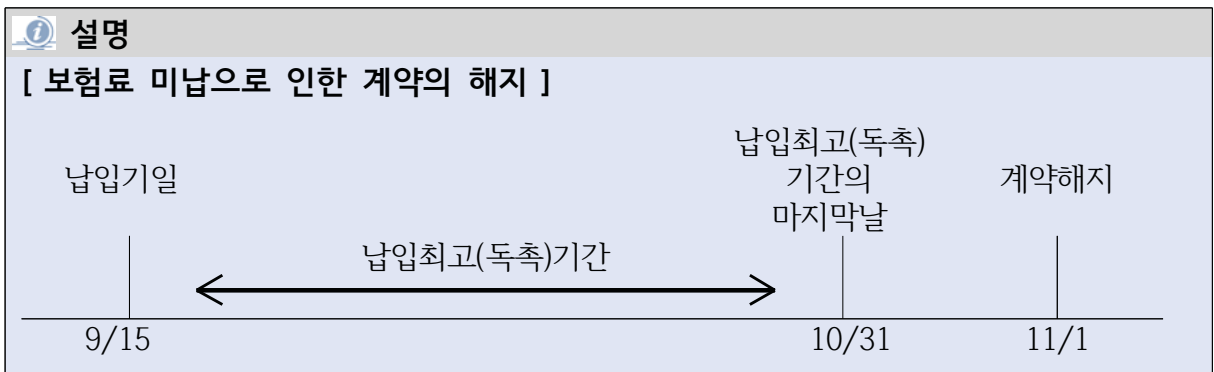 설명
[ 보험료 미납으로 인한 계약의 해지 ]
납입기일
납입최고(독촉)
기간의
마지막날
계약해지
납입최고(독촉)기간
9/15
10/31
11/1